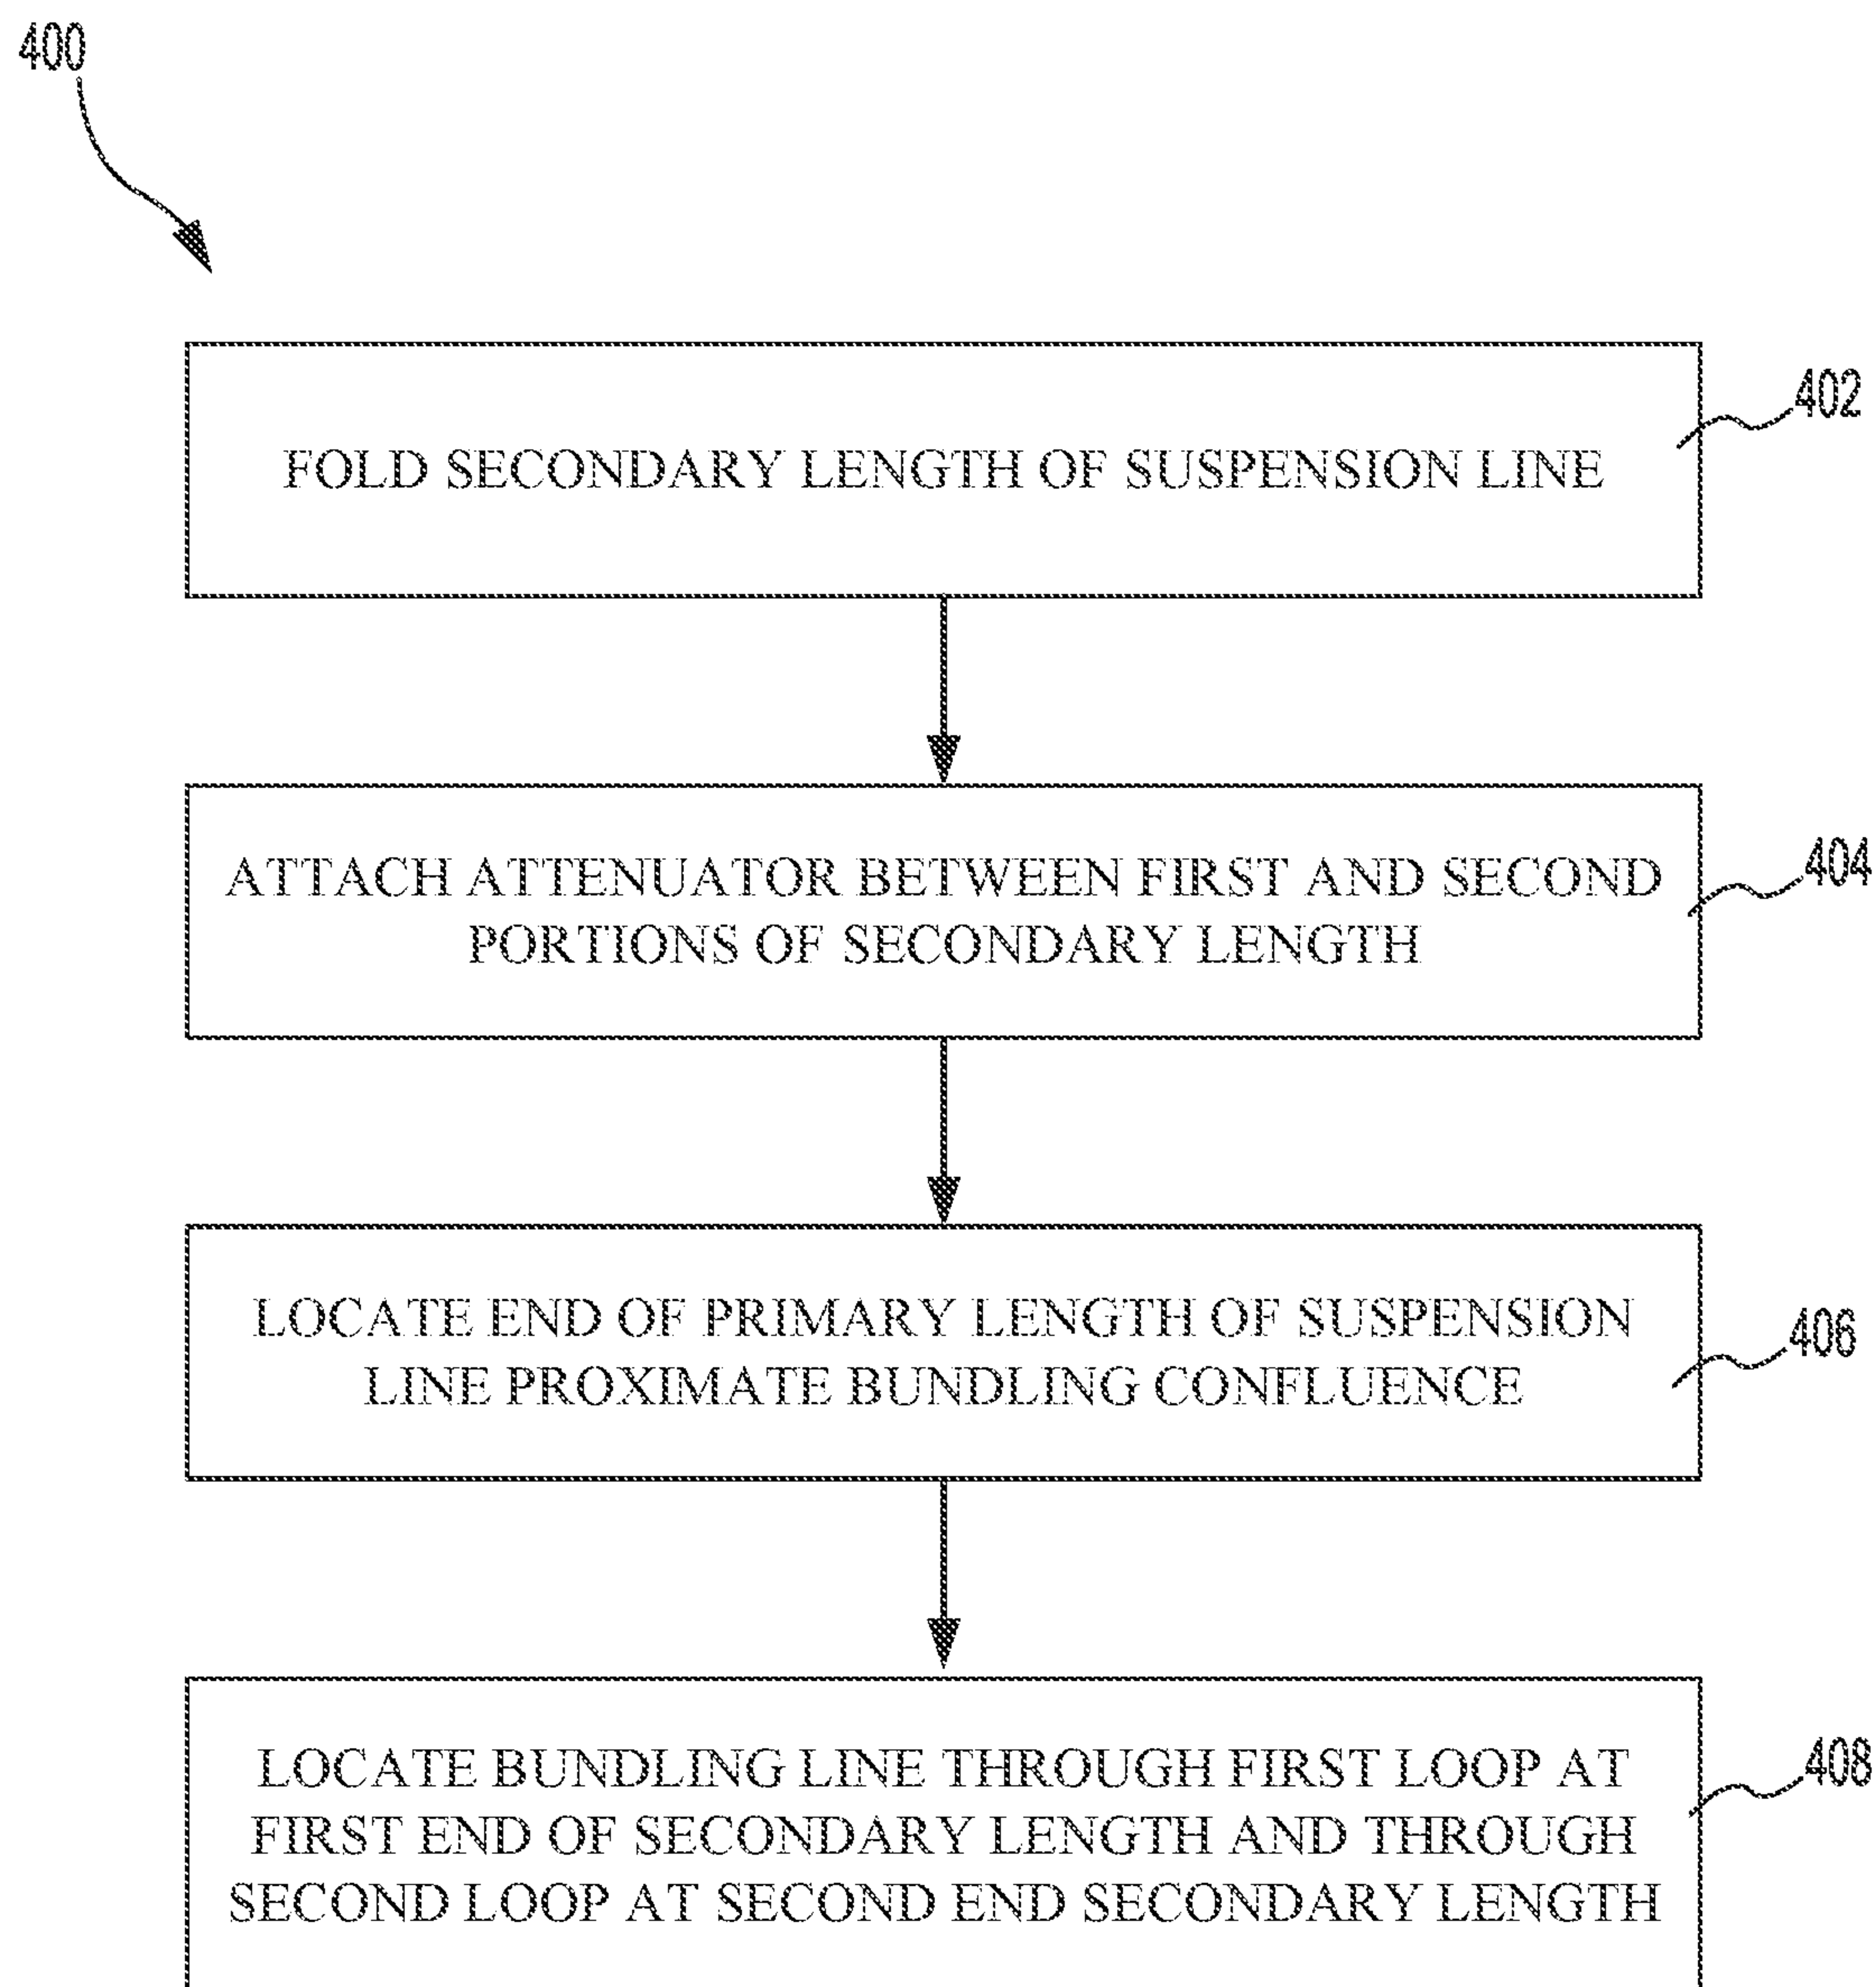 400
402
FOLD SECONDARY LENGTH OF SUSPENSION LINE
404
ATTACH ATTENUATOR BETWEEN FIRST AND SECOND
PORTIONS OF SECONDARY LENGTH
406
LOCATE END OF PRIMARY LENGTH OF SUSPENSION
LINE PROXIMATE BUNDLING CONFLUENCE
408
LOCATE BUNDLING LINE THROUGH FIRST LOOP AT
FIRST END OF SECONDARY LENGTH AND THROUGH
SECOND LOOP AT SECOND END SECONDARY LENGTH